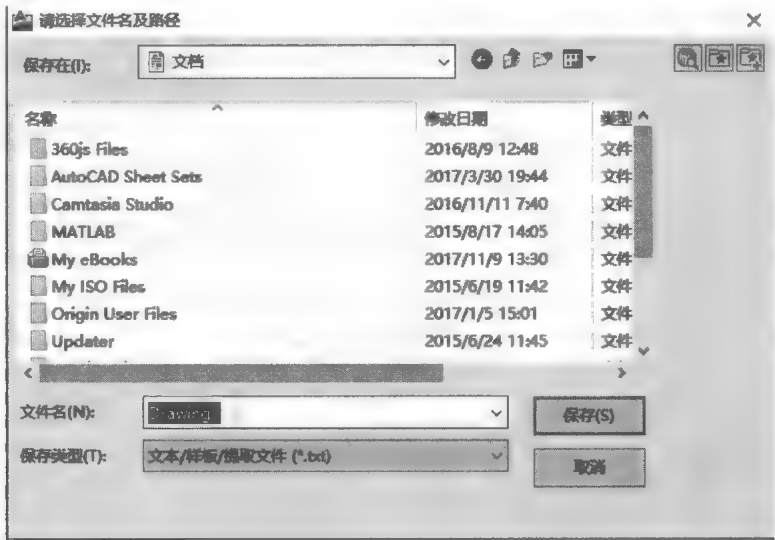 请选择文件名及路径
保存在(I): 文档
名称 修改日期 类型
360js Files 2016/8/9 12:48 文件
AutoCAD Sheet Sets 2017/3/30 19:44 文件
Camtasia Studio 2016/11/11 7:40 文件
MATLAB 2015/8/17 14:05 文件
My eBooks 2017/11/9 13:30 文件
My ISO Files 2015/6/19 11:42 文件
Origin User Files 2017/1/5 15:01 文件
Updater 2015/6/24 11:45 文件
文件名(N): Drawing 保存(S)
保存类型(T): 文本/样板/提取文件 (*.txt) 取消